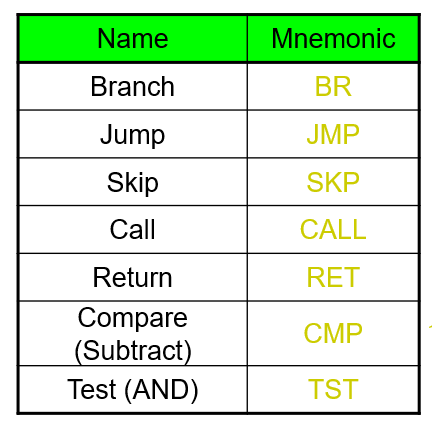 Name Mnemonic
Branch BR
Jump JMP
Skip SKP
Call CALL
Return RET
Compare
(Subtract) CMP
Test (AND) TST